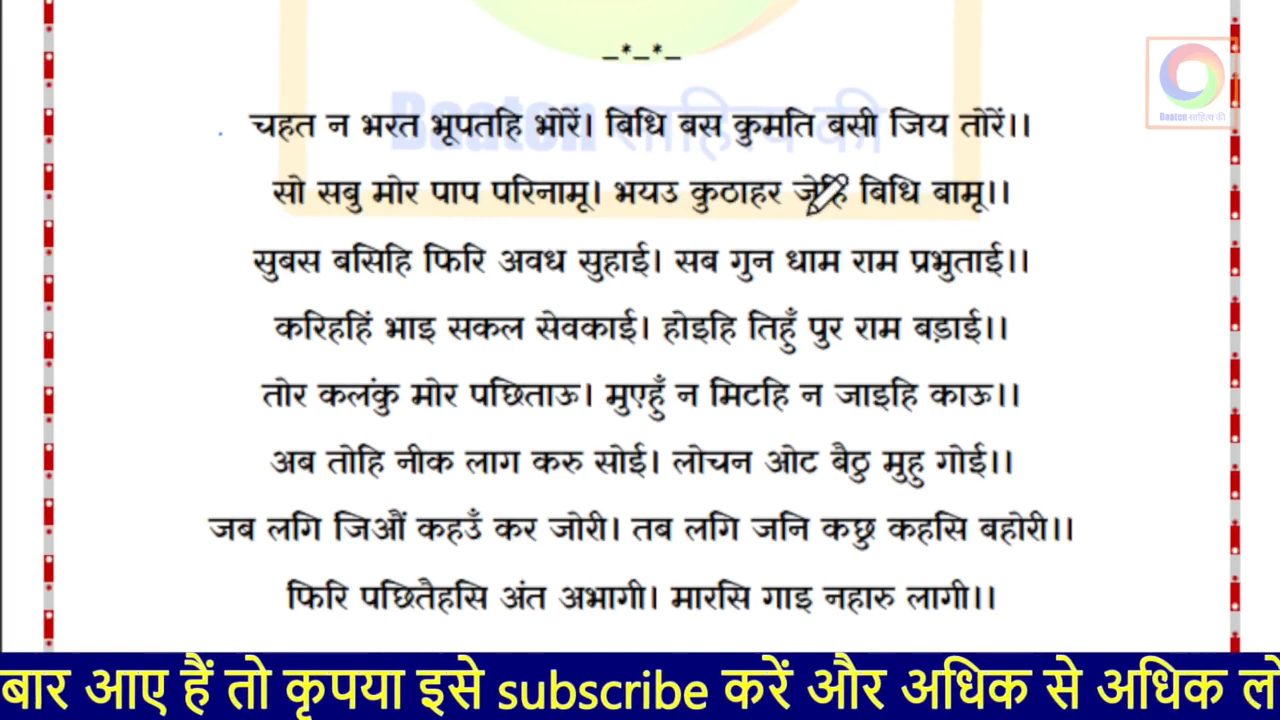 _*_*_
Baaten साहित्य की
चहत न भरत भूपतहि भोरें। बिधि बस कुमति बसी जिय तोरें।।
सो सबु मोर पाप परिनामू। भयउ कुठाहर जेहि बिधि बामू।।
सुबस बसिहि फिरि अवध सुहाई। सब गुन धाम राम प्रभुताई।।
करिहहिं भाइ सकल सेवकाई। होइहि तिहुँ पुर राम बड़ाई।।
तोर कलंकु मोर पछिताऊ। मुएहुँ न मिटहि न जाइहि काऊ।।
अब तोहि नीक लाग करु सोई। लोचन ओट बैठु मुहु गोई।।
जब लगि जिऔं कहउँ कर जोरी। तब लगि जनि कछु कहसि बहोरी।।
फिरि पछितैहसि अंत अभागी। मारसि गाइ नहारु लागी।।
Baaten साहित्य की
बार आए हैं तो कृपया इसे subscribe करें और अधिक से अधिक लो